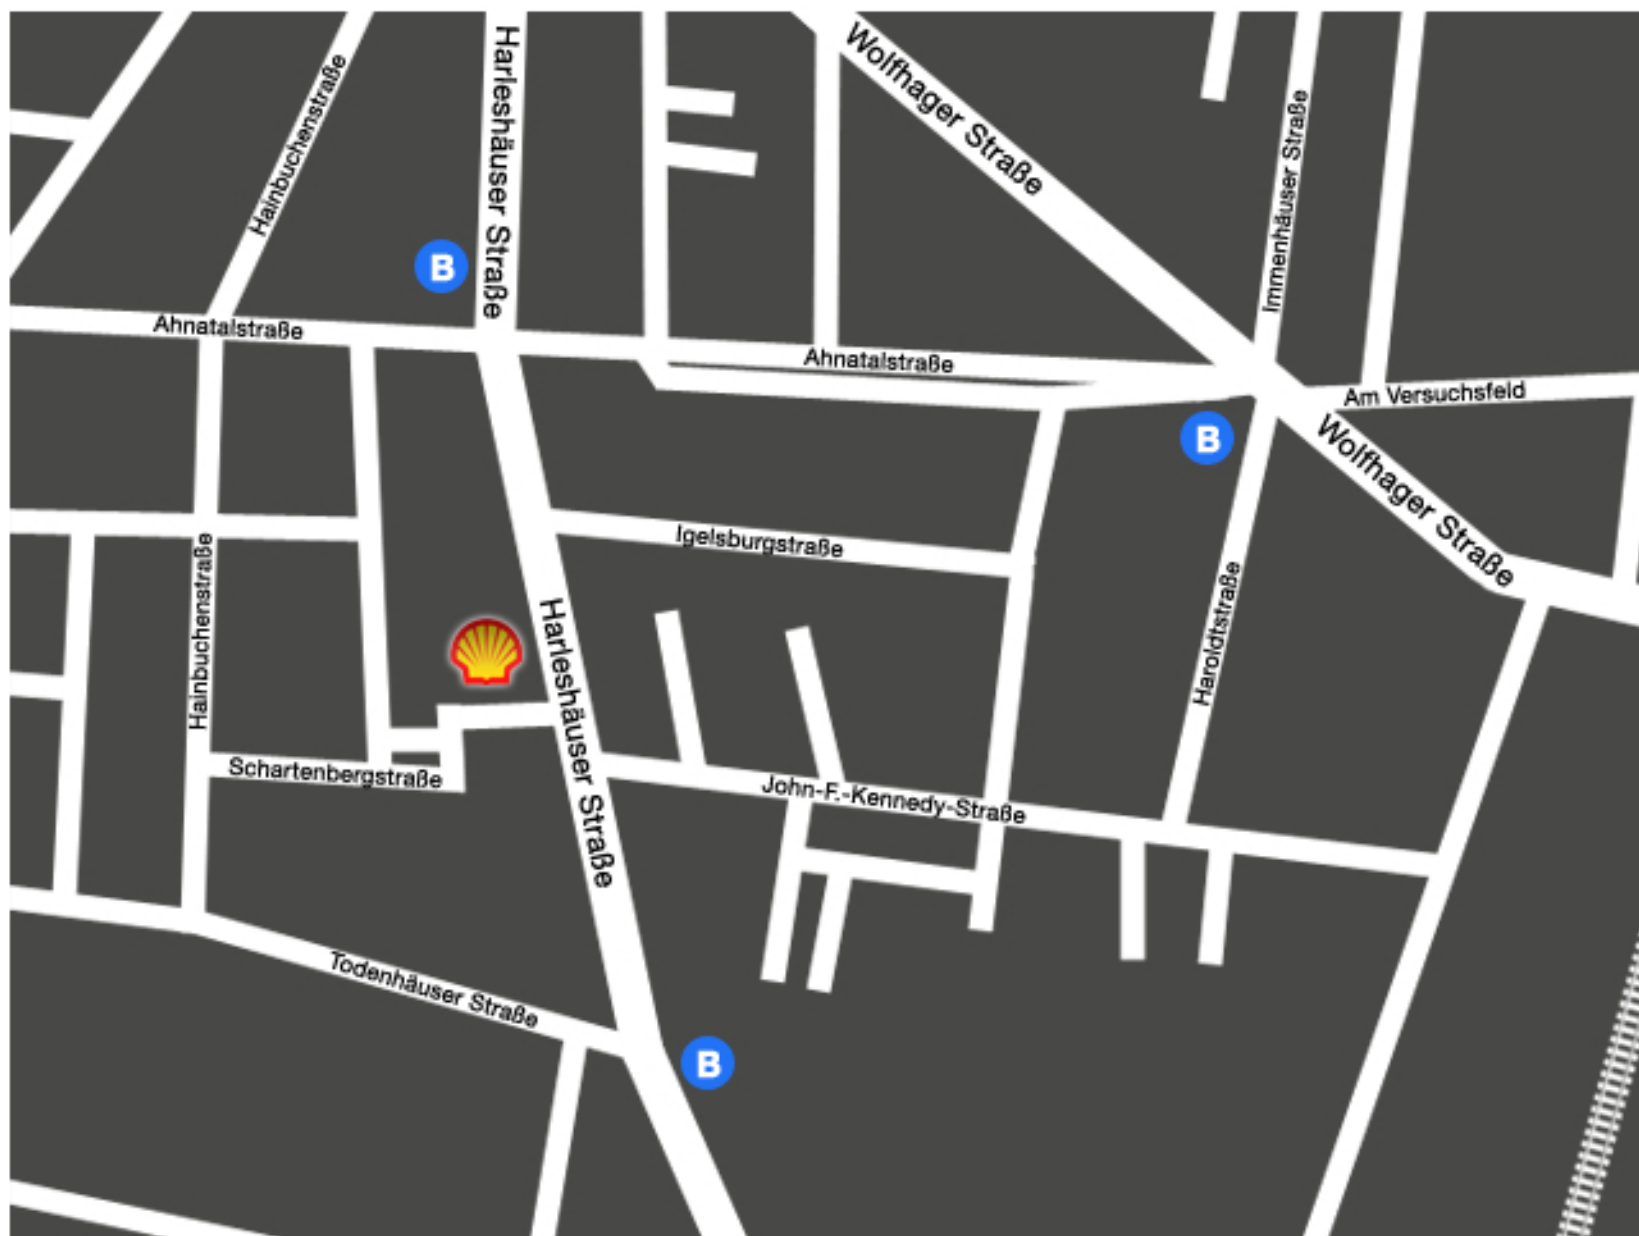 Hainbuchenstraße
Harleshäuser Straße
Wolfhager Straße
Immenhäuser Straße
B
Ahnatalstraße
Ahnatalstraße
Am Versuchsfeld
B
Wolfhager Straße
Igelsburgstraße
Hainbuchenstraße
Harleshäuser Straße
Haroldtstraße
Schartenbergstraße
John-F.-Kennedy-Straße
Todenhäuser Straße
B